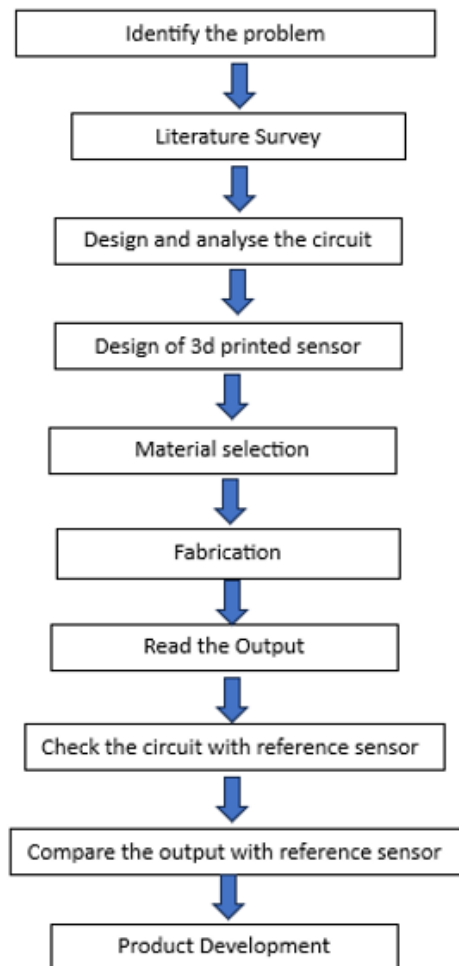 Identify the problem
Literature Survey
Design and analyse the circuit
Design of 3d printed sensor
Material selection
Fabrication
Read the Output
Check the circuit with reference sensor
Compare the output with reference sensor
Product Development